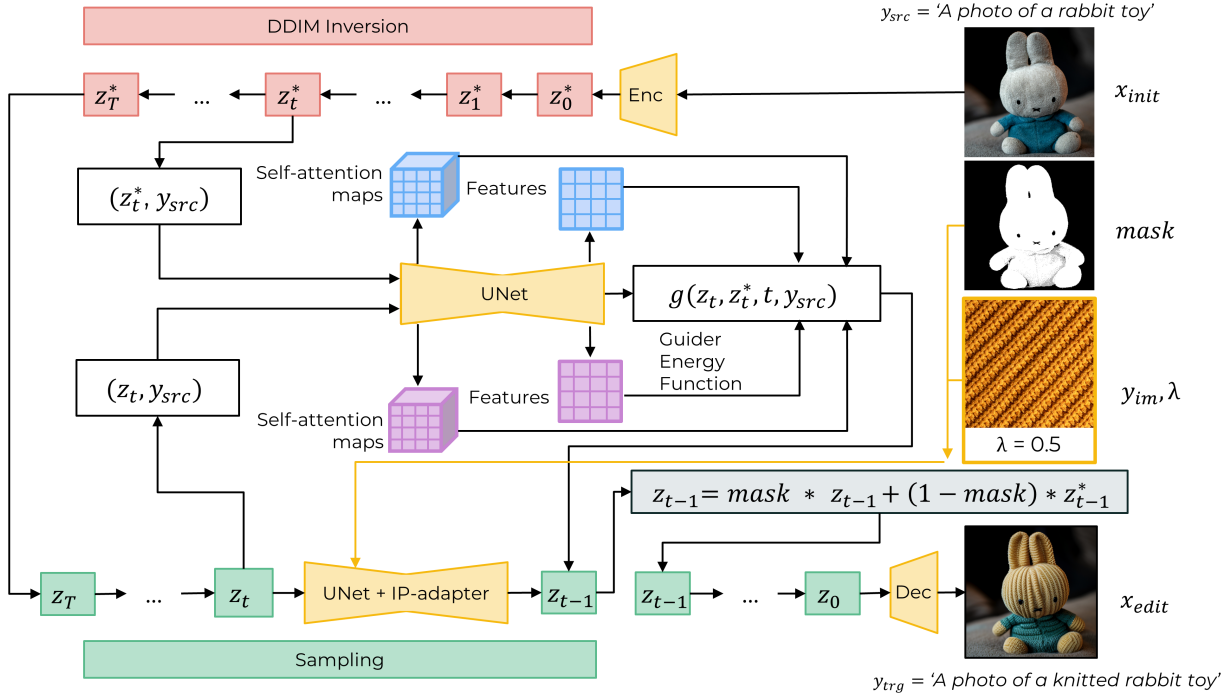 y_src = ‘A photo of a rabbit toy’
DDIM Inversion
z*_T
...
z*_t
...
z*_1
z*_0
Enc
x_init
Self-attention
maps
Features
(z*_t, y_src)
mask
UNet
g(z_t, z*_t, t, y_src)
Guider
Energy
Function
(z_t, y_src)
Features
Self-attention
maps
y_im, λ
λ = 0.5
z_{t-1} = mask * z_{t-1} + (1 - mask) * z*_{t-1}
z_T
...
z_t
UNet + IP-adapter
z_{t-1}
z_{t-1}
...
z_0
Dec
x_edit
Sampling
y_trg = ‘A photo of a knitted rabbit toy’